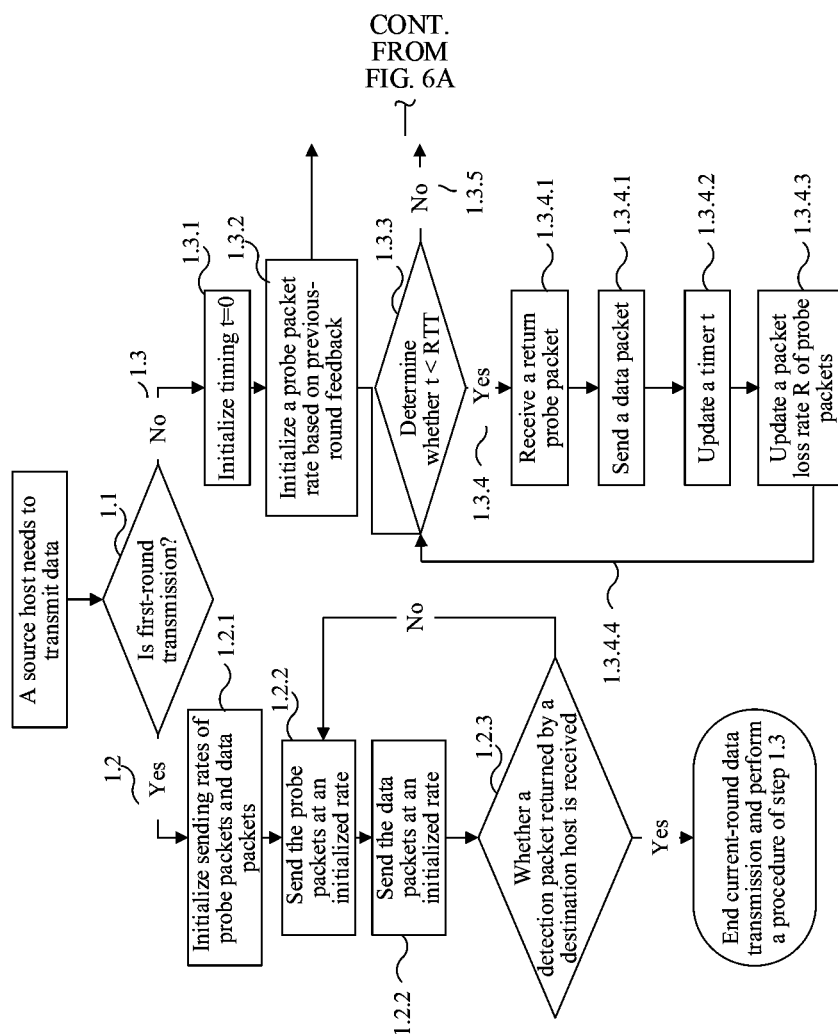 A source host needs to
transmit data
1.1
Is first-round
transmission?
1.2
Yes
1.2.1
Initialize sending rates of
probe packets and data
packets
1.2.2
Send the probe
packets at an
initialized rate
Send the data
packets at an
initialized rate
1.2.2
1.2.3
Whether a
detection packet returned by a
destination host is received
No
Yes
End current-round data
transmission and perform
a procedure of step 1.3
No
1.3
1.3.1
Initialize timing t=0
1.3.2
Initialize a probe packet
rate based on previous-
round feedback
1.3.3
Determine
whether t < RTT
No
1.3.5
CONT.
FROM
FIG. 6A
1.3.4
Yes
Receive a return
probe packet
1.3.4.1
Send a data packet
1.3.4.1
Update a timer t
1.3.4.2
Update a packet
loss rate R of probe
packets
1.3.4.3
1.3.4.4